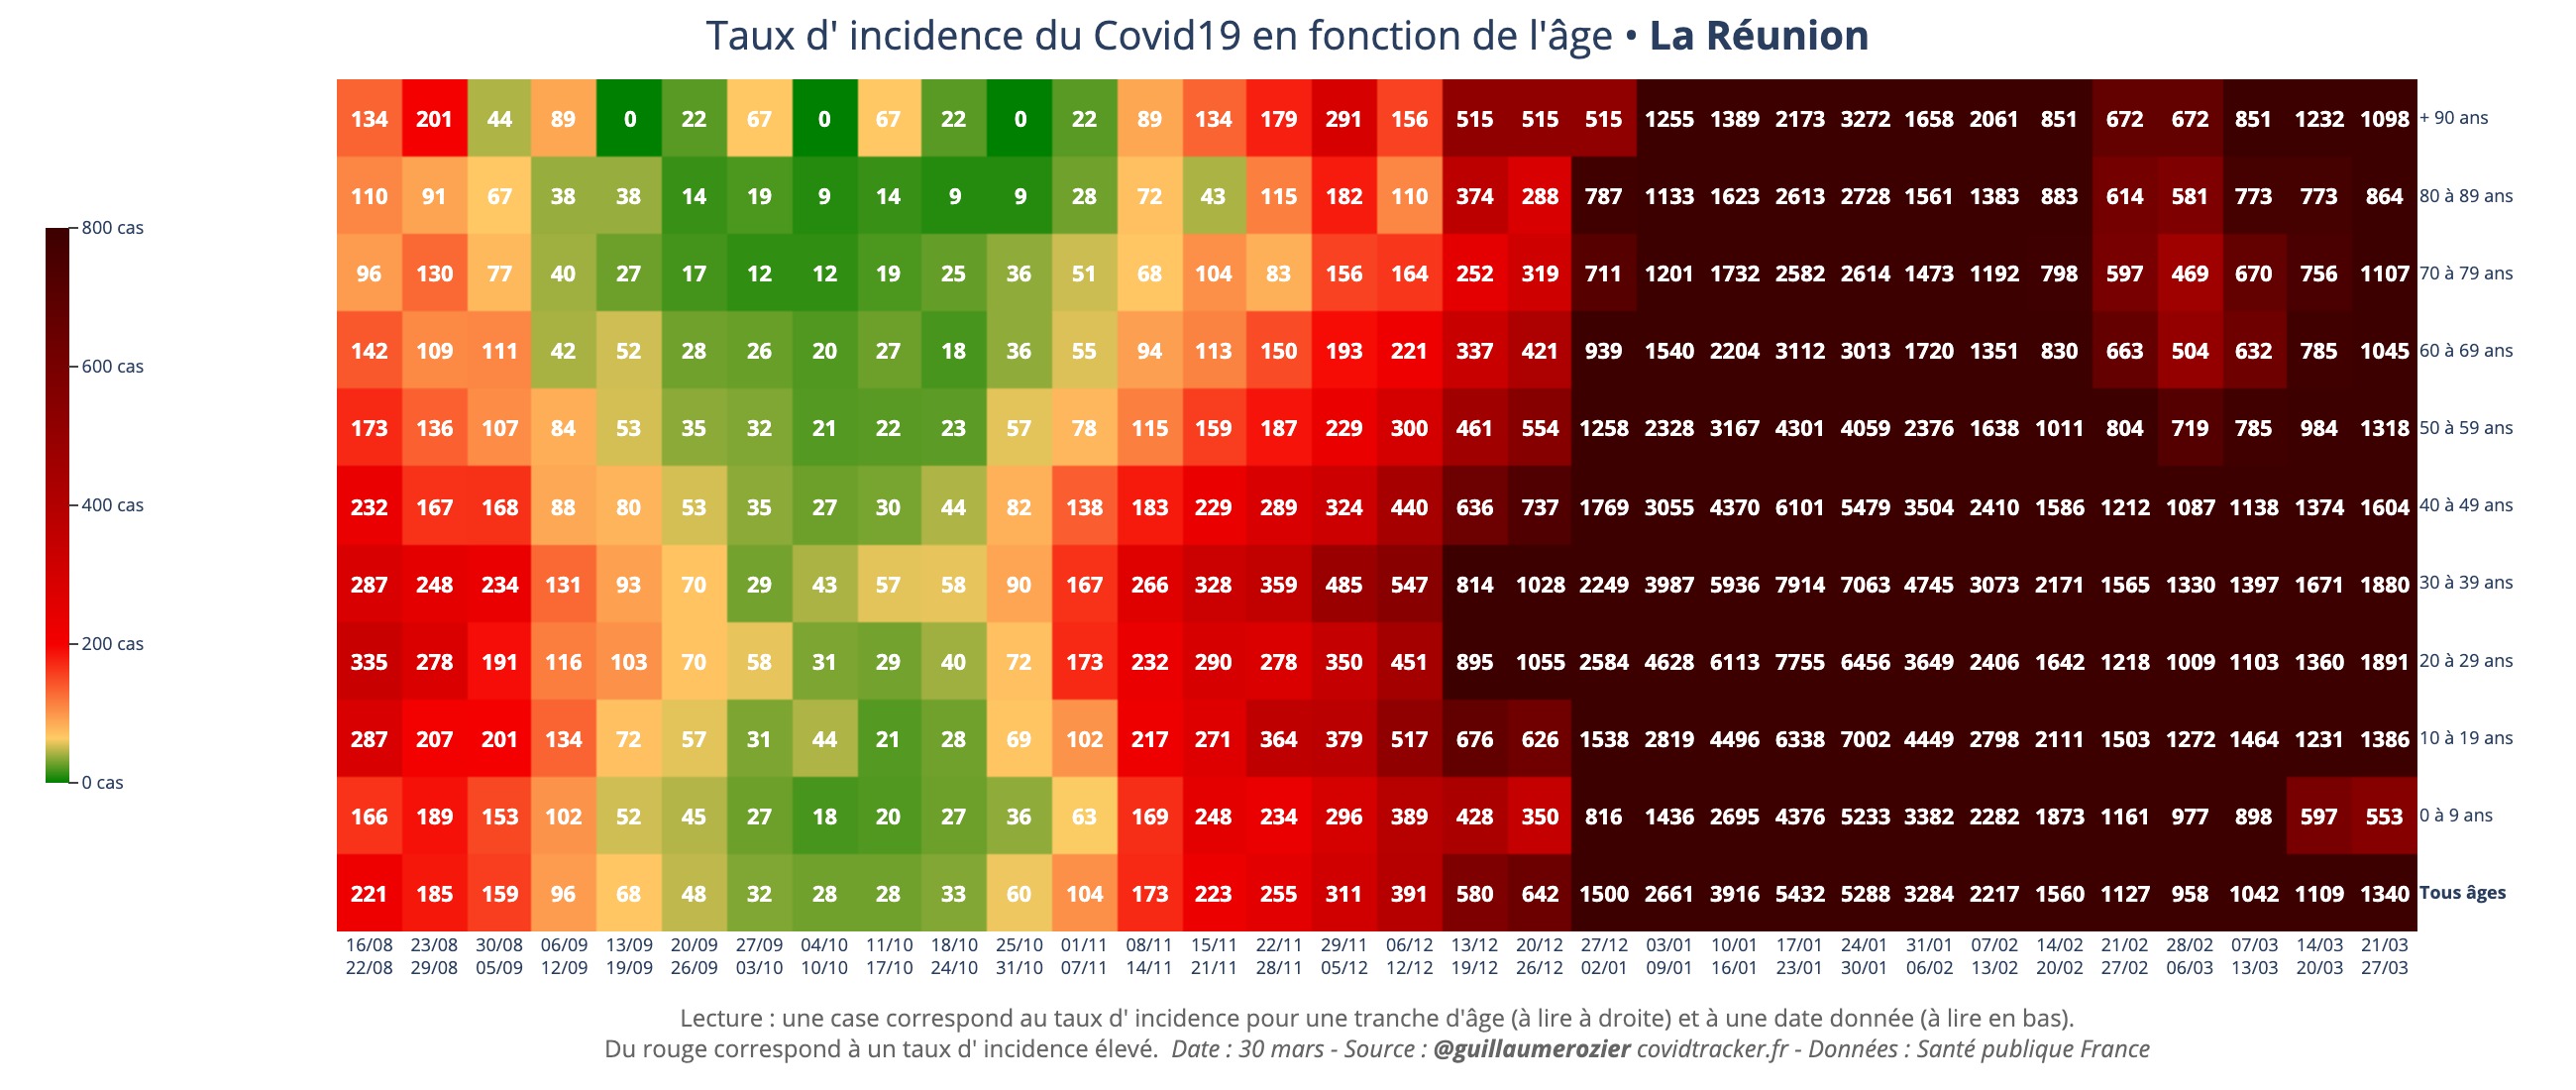 Taux d' incidence du Covid19 en fonction de l'âge • La Réunion
134 201 44 89 0 22 67 0 67 22 0 22 89 134 179 291 156 515 515 515 1255 1389 2173 3272 1658 2061 851 672 672 851 1232 1098 + 90 ans
110 91 67 38 38 14 19 9 14 9 9 28 72 43 115 182 110 374 288 787 1133 1623 2613 2728 1561 1383 883 614 581 773 773 864 80 à 89 ans
800 cas
96 130 77 40 27 17 12 12 19 25 36 51 68 104 83 156 164 252 319 711 1201 1732 2582 2614 1473 1192 798 597 469 670 756 1107 70 à 79 ans
142 109 111 42 52 28 26 20 27 18 36 55 94 113 150 193 221 337 421 939 1540 2204 3112 3013 1720 1351 830 663 504 632 785 1045 60 à 69 ans
600 cas
173 136 107 84 53 35 32 21 22 23 57 78 115 159 187 229 300 461 554 1258 2328 3167 4301 4059 2376 1638 1011 804 719 785 984 1318 50 à 59 ans
400 cas
232 167 168 88 80 53 35 27 30 44 82 138 183 229 289 324 440 636 737 1769 3055 4370 6101 5479 3504 2410 1586 1212 1087 1138 1374 1604 40 à 49 ans
287 248 234 131 93 70 29 43 57 58 90 167 266 328 359 485 547 814 1028 2249 3987 5936 7914 7063 4745 3073 2171 1565 1330 1397 1671 1880 30 à 39 ans
200 cas
335 278 191 116 103 70 58 31 29 40 72 173 232 290 278 350 451 895 1055 2584 4628 6113 7755 6456 3649 2406 1642 1218 1009 1103 1360 1891 20 à 29 ans
287 207 201 134 72 57 31 44 21 28 69 102 217 271 364 379 517 676 626 1538 2819 4496 6338 7002 4449 2798 2111 1503 1272 1464 1231 1386 10 à 19 ans
0 cas
166 189 153 102 52 45 27 18 20 27 36 63 169 248 234 296 389 428 350 816 1436 2695 4376 5233 3382 2282 1873 1161 977 898 597 553 0 à 9 ans
221 185 159 96 68 48 32 28 28 33 60 104 173 223 255 311 391 580 642 1500 2661 3916 5432 5288 3284 2217 1560 1127 958 1042 1109 1340 Tous âges
16/08 23/08 30/08 06/09 13/09 20/09 27/09 04/10 11/10 18/10 25/10 01/11 08/11 15/11 22/11 29/11 06/12 13/12 20/12 27/12 03/01 10/01 17/01 24/01 31/01 07/02 14/02 21/02 28/02 07/03 14/03 21/03
22/08 29/08 05/09 12/09 19/09 26/09 03/10 10/10 17/10 24/10 31/10 07/11 14/11 21/11 28/11 05/12 12/12 19/12 26/12 02/01 09/01 16/01 23/01 30/01 06/02 13/02 20/02 27/02 06/03 13/03 20/03 27/03
Lecture : une case correspond au taux d' incidence pour une tranche d'âge (à lire à droite) et à une date donnée (à lire en bas).
Du rouge correspond à un taux d' incidence élevé. Date : 30 mars - Source : @guillaumerozier covidtracker.fr - Données : Santé publique France